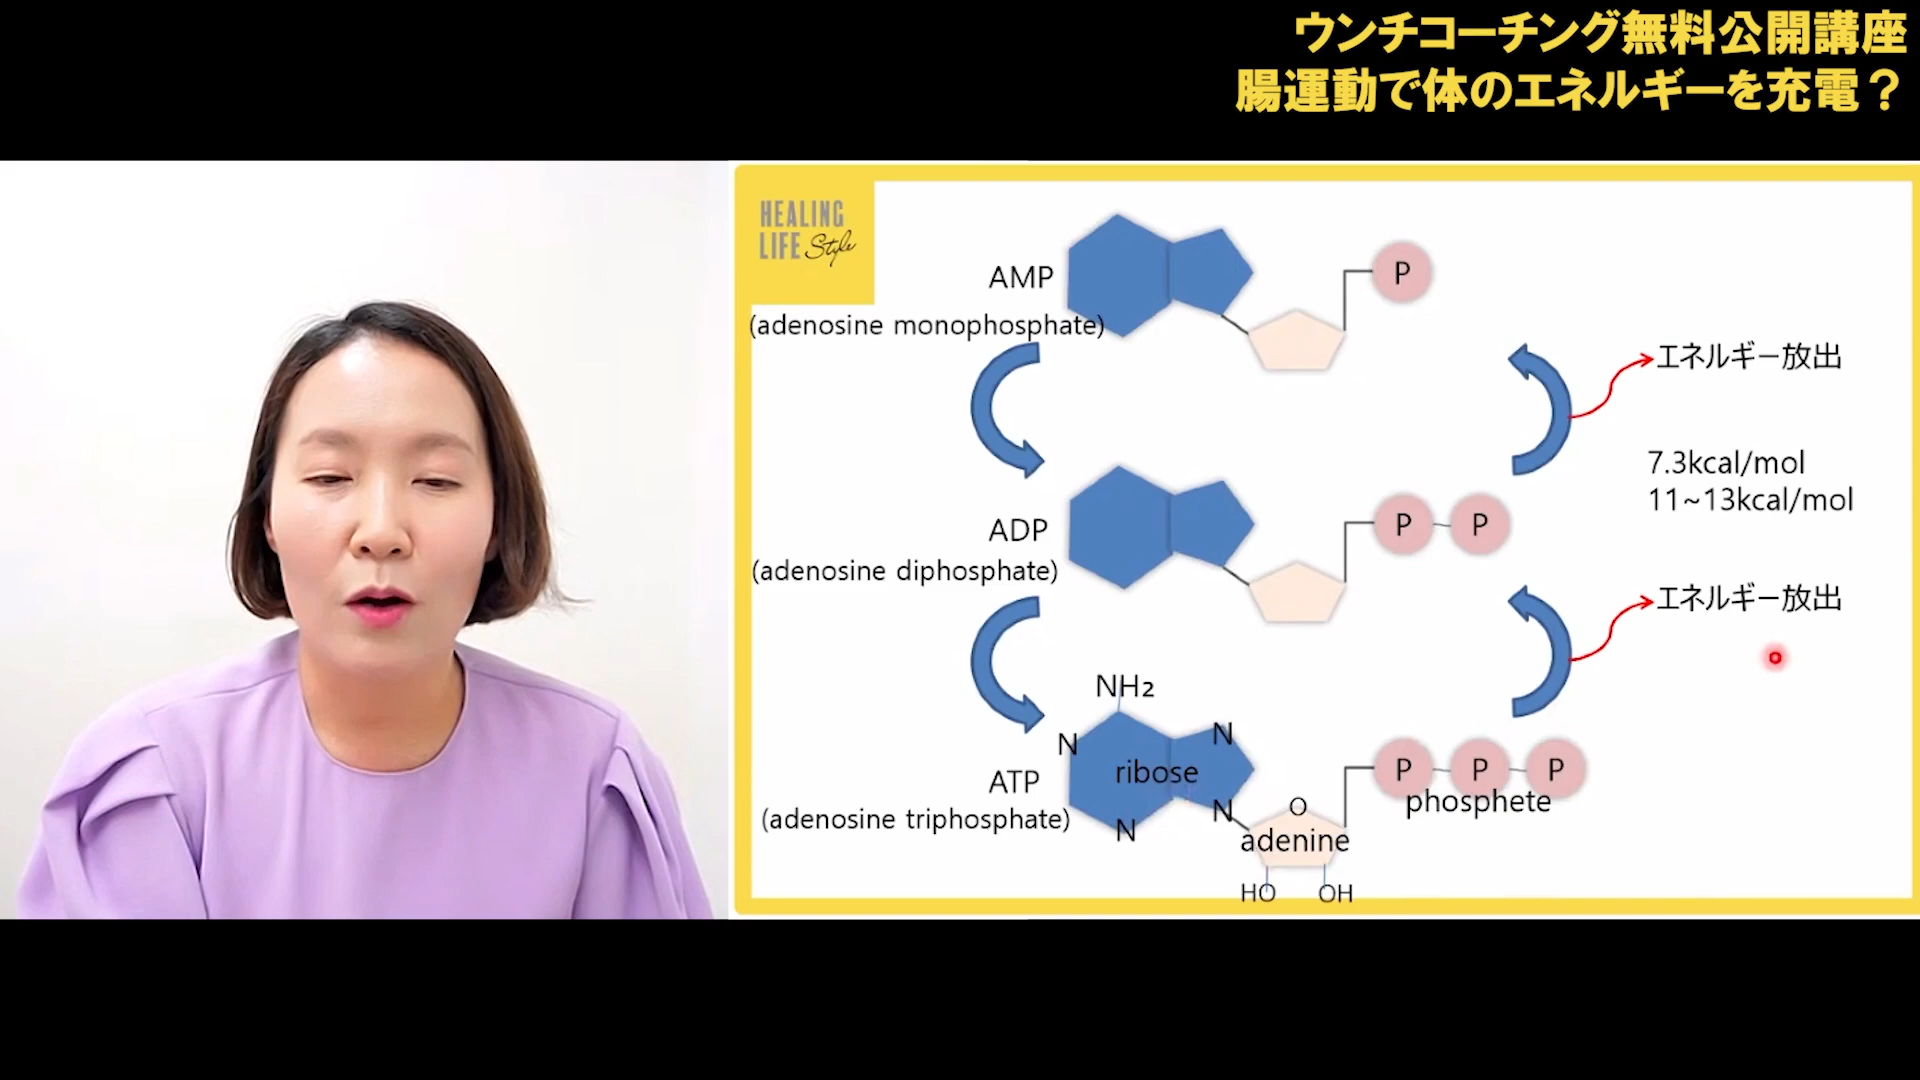 ウンチコーチング無料公開講座
腸運動で体のエネルギーを充電？
HEALING
LIFE Style
AMP
(adenosine monophosphate)
P
エネルギー放出
7.3kcal/mol
11~13kcal/mol
ADP
(adenosine diphosphate)
P P
エネルギー放出
ATP
(adenosine triphosphate)
NH2
N
N
ribose
N
N
O
adenine
HO
OH
P P P
phosphete